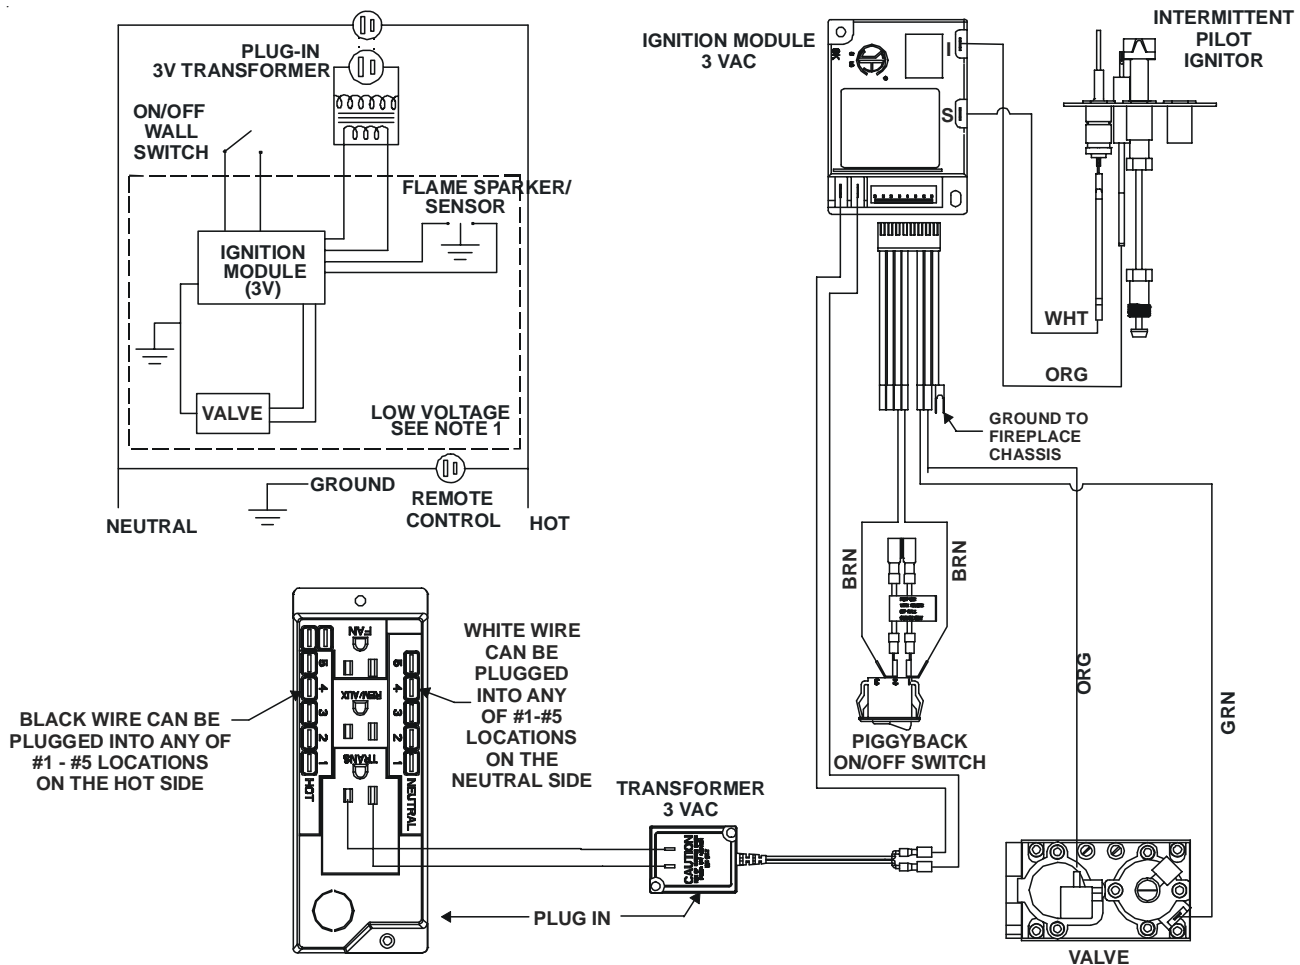 PLUG-IN
3V TRANSFORMER
ON/OFF
WALL
SWITCH
FLAME SPARKER/
SENSOR
IGNITION
MODULE
(3V)
VALVE
LOW VOLTAGE
SEE NOTE 1
GROUND
REMOTE
CONTROL
NEUTRAL
HOT
IGNITION MODULE
3 VAC
I
S
INTERMITTENT
PILOT
IGNITOR
WHT
ORG
GROUND TO
FIREPLACE
CHASSIS
BRN
BRN
ORG
GRN
PIGGYBACK
ON/OFF SWITCH
VALVE
BLACK WIRE CAN BE
PLUGGED INTO ANY OF
#1 - #5 LOCATIONS
ON THE HOT SIDE
WHITE WIRE
CAN BE
PLUGGED
INTO ANY
OF #1-#5
LOCATIONS
ON THE
NEUTRAL SIDE
FAN
REM/AUX
TRANS
5
4
3
2
1
HOT
5
4
3
2
1
NEUTRAL
TRANSFORMER
3 VAC
CAUTION
PLUG IN